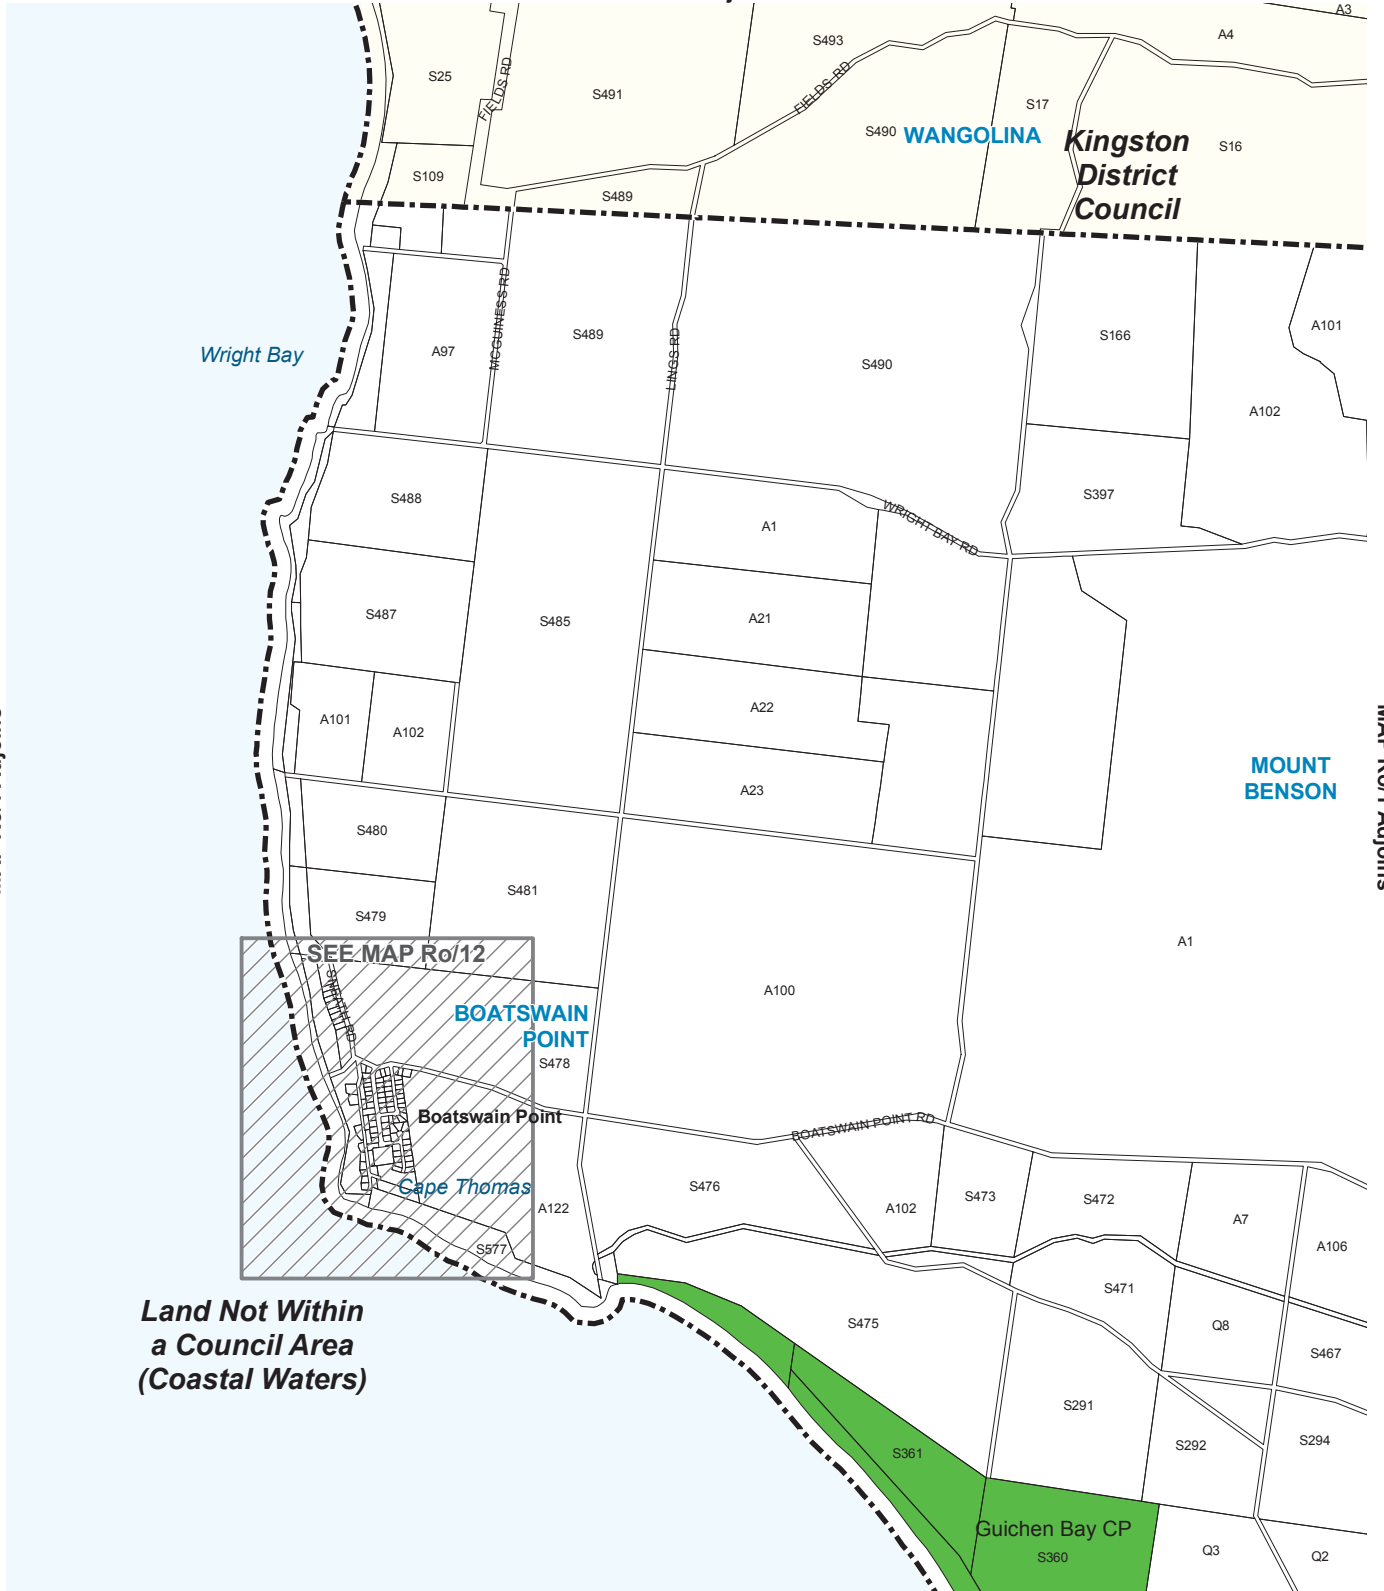 A3
S493
A4
S25
FIELDS RD
S491
FIELDS RD
S17
S490
WANGOLINA
Kingston
District
Council
S16
S109
S489
MCGUINESS RD
S489
LINGS RD
S490
S166
A101
Wright Bay
A97
A102
S488
A1
WRIGHT BAY RD
S397
S487
S485
A21
A101
A102
A22
A23
MOUNT
BENSON
S480
S481
S479
A1
SEE MAP Ro/12
A100
BOATSWAIN
POINT
S478
Boatswain Point
BOATSWAIN POINT RD
Cape Thomas
A122
S476
A102
S473
S472
A7
A106
S577
S471
Land Not Within
a Council Area
(Coastal Waters)
S475
Q8
S467
S291
S292
S294
S361
Guichen Bay CP
S360
Q3
Q2